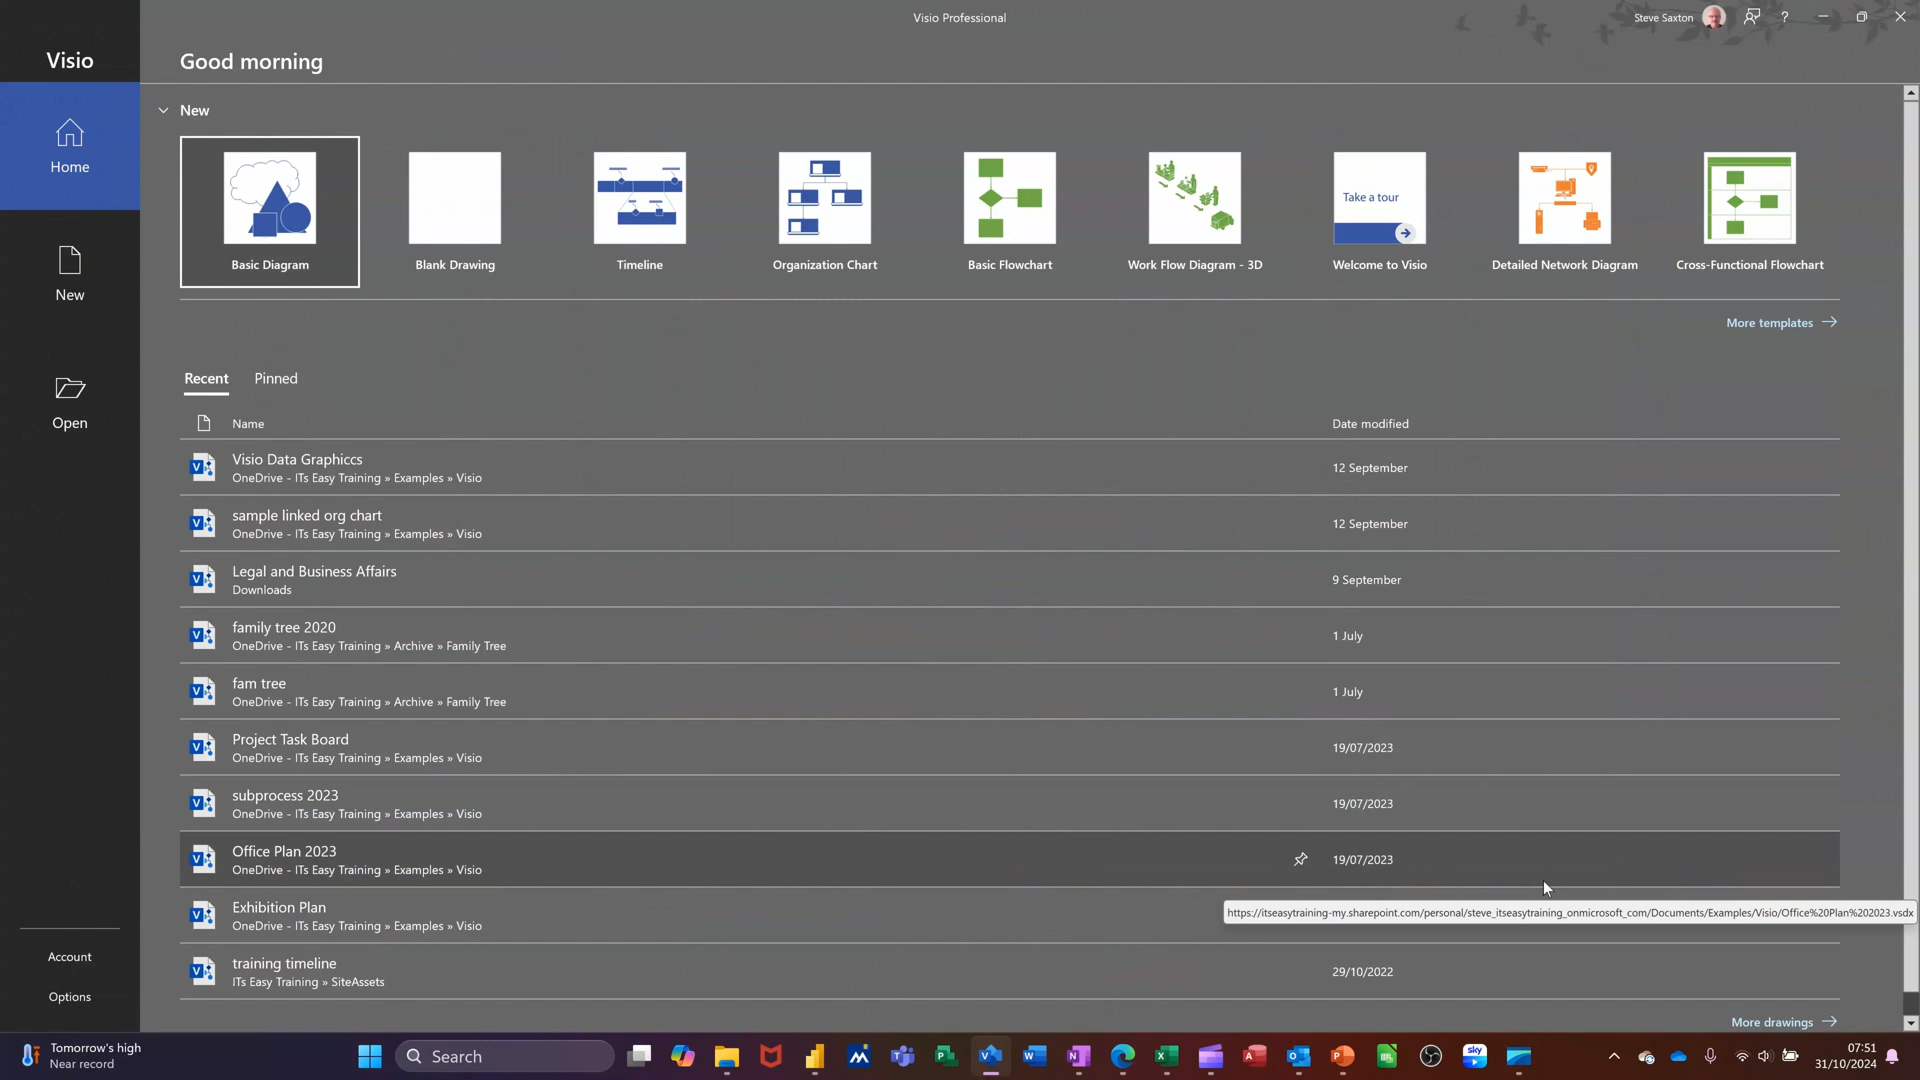 Visio Professional
Steve Saxton
?
Visio
Good morning
Home
New
Open
Account
Options
New
Take a tour
Basic Diagram
Blank Drawing
Timeline
Organization Chart
Basic Flowchart
Work Flow Diagram - 3D
Welcome to Visio
Detailed Network Diagram
Cross-Functional Flowchart
More templates
Recent
Pinned
Name
Date modified
Visio Data Graphiccs
OneDrive - ITs Easy Training » Examples » Visio
12 September
sample linked org chart
OneDrive - ITs Easy Training » Examples » Visio
12 September
Legal and Business Affairs
Downloads
9 September
family tree 2020
OneDrive - ITs Easy Training » Archive » Family Tree
1 July
fam tree
OneDrive - ITs Easy Training » Archive » Family Tree
1 July
Project Task Board
OneDrive - ITs Easy Training » Examples » Visio
19/07/2023
subprocess 2023
OneDrive - ITs Easy Training » Examples » Visio
19/07/2023
Office Plan 2023
OneDrive - ITs Easy Training » Examples » Visio
19/07/2023
Exhibition Plan
OneDrive - ITs Easy Training » Examples » Visio
https://itseasytraining-my.sharepoint.com/personal/steve_itseasytraining_onmicrosoft_com/Documents/Examples/Visio/Office%20Plan%202023.vsdx
training timeline
ITs Easy Training » SiteAssets
29/10/2022
More drawings
Tomorrow's high
Near record
Search
sky
07:51
31/10/2024